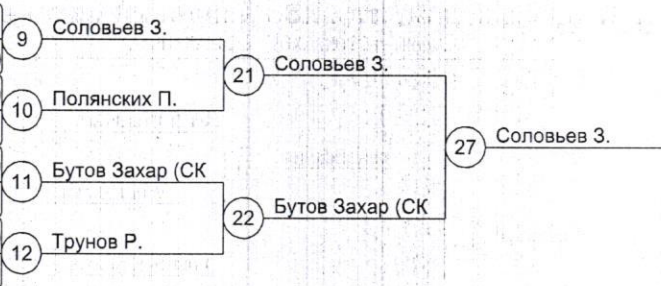 9 Соловьев З.
21 Соловьев З.
10 Полянских П.
27 Соловьев З.
11 Бутов Захар (СК
22 Бутов Захар (СК
12 Трунов Р.